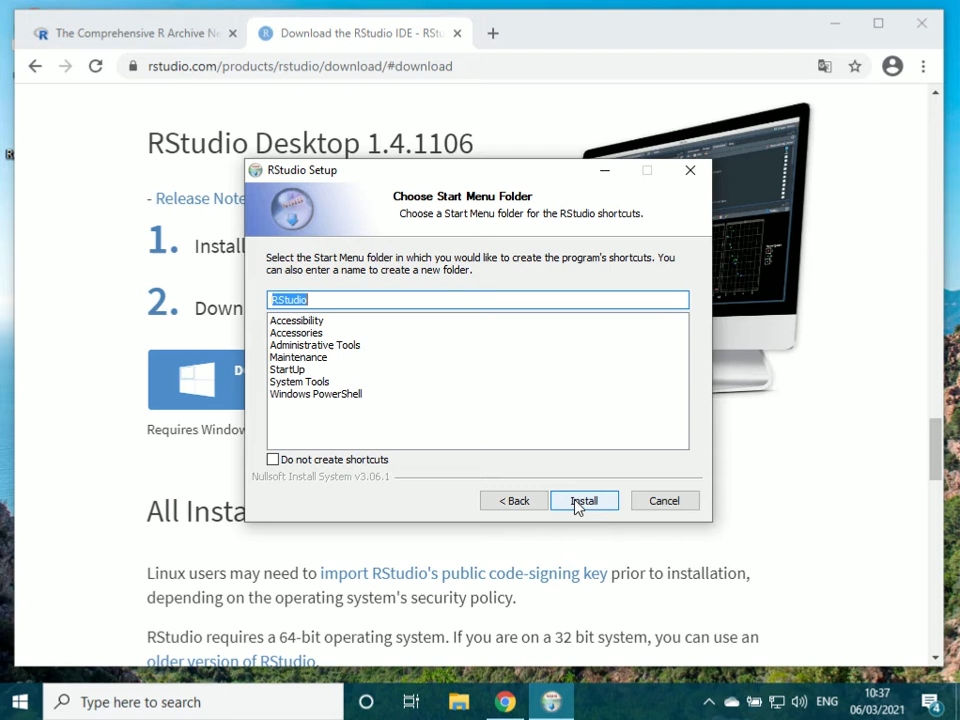 The Comprehensive R Archive Ne
Download the RStudio IDE - RStu
rstudio.com/products/rstudio/download/#download
RStudio Desktop 1.4.1106
- Release Note
1. Install
2. Down
D
Requires Window
RStudio Setup
Choose Start Menu Folder
Choose a Start Menu folder for the RStudio shortcuts.
Select the Start Menu folder in which you would like to create the program's shortcuts. You
can also enter a name to create a new folder.
RStudio
Accessibility
Accessories
Administrative Tools
Maintenance
StartUp
System Tools
Windows PowerShell
Do not create shortcuts
Nullsoft Install System v3.06.1
< Back
Install
Cancel
All Insta
Linux users may need to import RStudio's public code-signing key prior to installation,
depending on the operating system's security policy.
RStudio requires a 64-bit operating system. If you are on a 32 bit system, you can use an
older version of RStudio.
Type here to search
ENG
10:37
06/03/2021
4